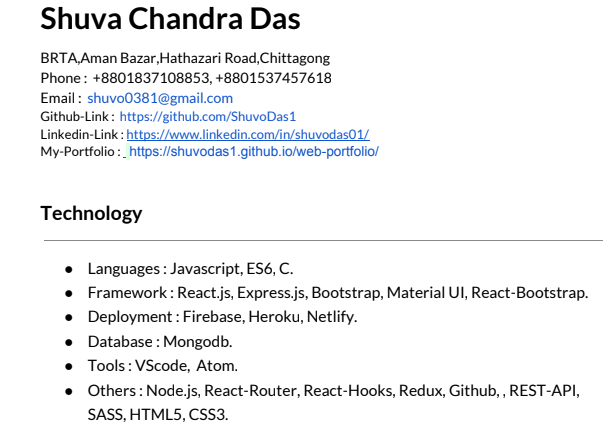 Shuva Chandra Das
BRTA,Aman Bazar,Hathazari Road,Chittagong
Phone : +8801837108853, +8801537457618
Email : shuvo0381@gmail.com
Github-Link : https://github.com/ShuvoDas1
Linkedin-Link : https://www.linkedin.com/in/shuvodas01/
My-Portfolio : https://shuvodas1.github.io/web-portfolio/
Technology
● Languages : Javascript, ES6, C.
● Framework : React.js, Express.js, Bootstrap, Material UI, React-Bootstrap.
● Deployment : Firebase, Heroku, Netlify.
● Database : Mongodb.
● Tools : VScode, Atom.
● Others : Node.js, React-Router, React-Hooks, Redux, Github, , REST-API,
SASS, HTML5, CSS3.